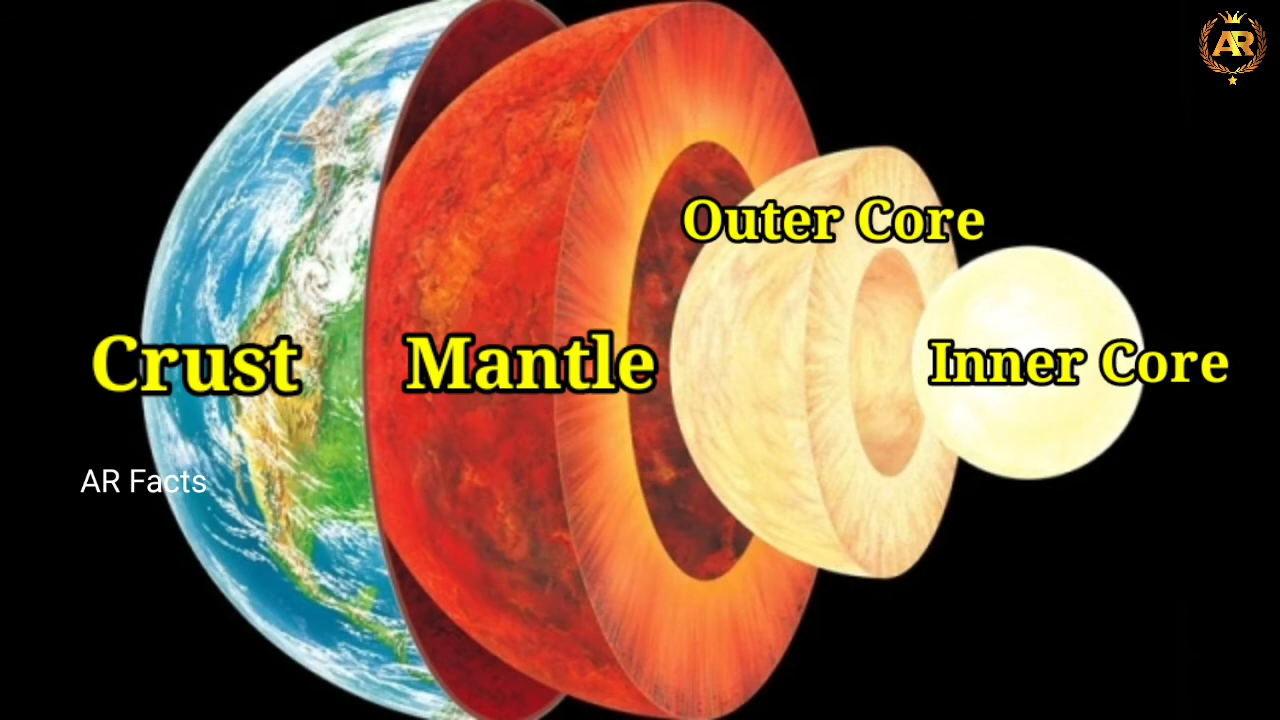 AR
Outer Core
Crust
Mantle
Inner Core
AR Facts